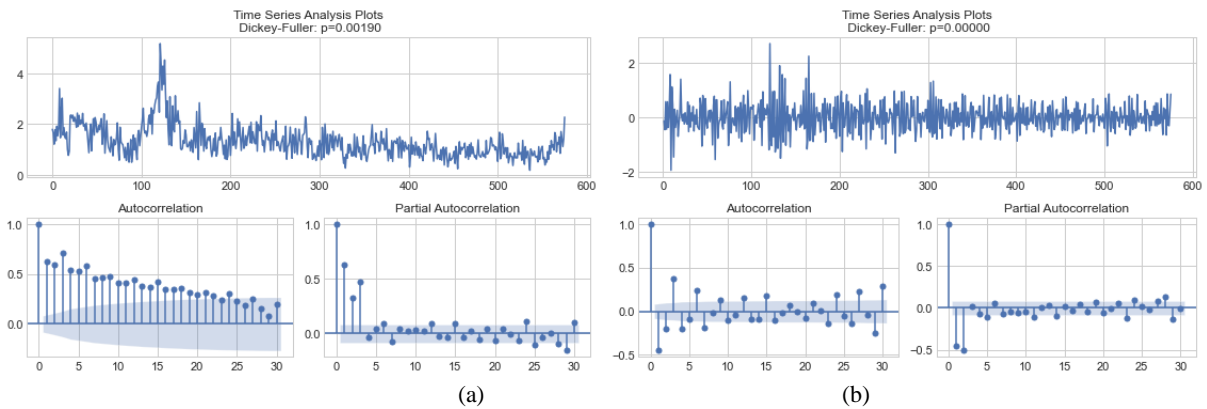 Time Series Analysis Plots
Dickey-Fuller: p=0.00190
4
2
0
0 100 200 300 400 500 600
Autocorrelation
1.0
0.5
0.0
0 5 10 15 20 25 30
Partial Autocorrelation
1.0
0.5
0.0
0 5 10 15 20 25 30
(a)
Time Series Analysis Plots
Dickey-Fuller: p=0.00000
2
0
−2
0 100 200 300 400 500 600
Autocorrelation
1.0
0.5
0.0
−0.5
0 5 10 15 20 25 30
Partial Autocorrelation
1.0
0.5
0.0
−0.5
0 5 10 15 20 25 30
(b)